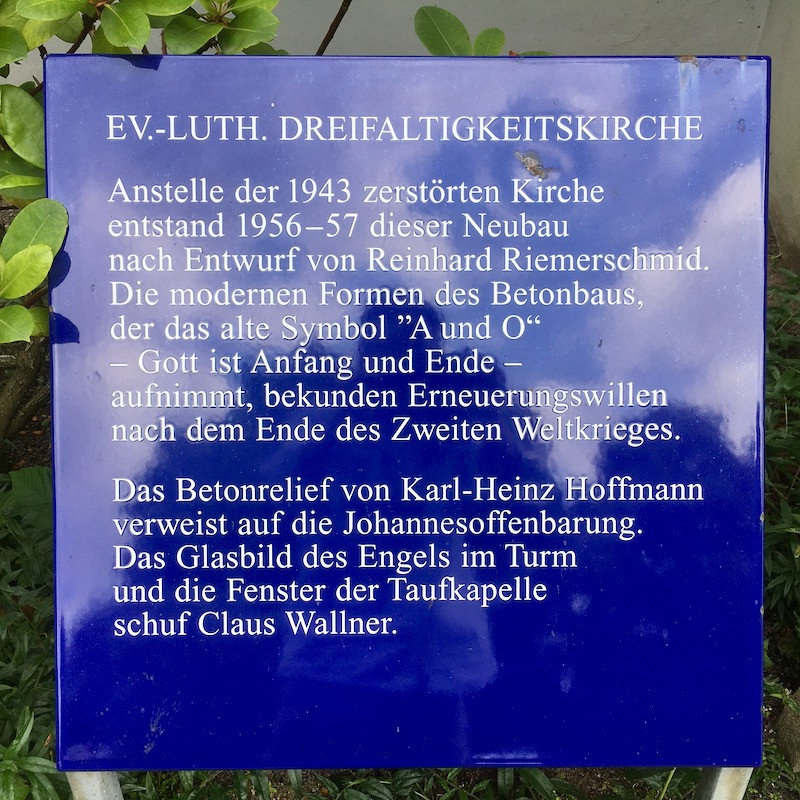 EV.-LUTH. DREIFALTIGKEITSKIRCHE
Anstelle der 1943 zerstörten Kirche
entstand 1956–57 dieser Neubau
nach Entwurf von Reinhard Riemerschmid.
Die modernen Formen des Betonbaus,
der das alte Symbol ”A und O“
– Gott ist Anfang und Ende –
aufnimmt, bekunden Erneuerungswillen
nach dem Ende des Zweiten Weltkrieges.
Das Betonrelief von Karl-Heinz Hoffmann
verweist auf die Johannesoffenbarung.
Das Glasbild des Engels im Turm
und die Fenster der Taufkapelle
schuf Claus Wallner.